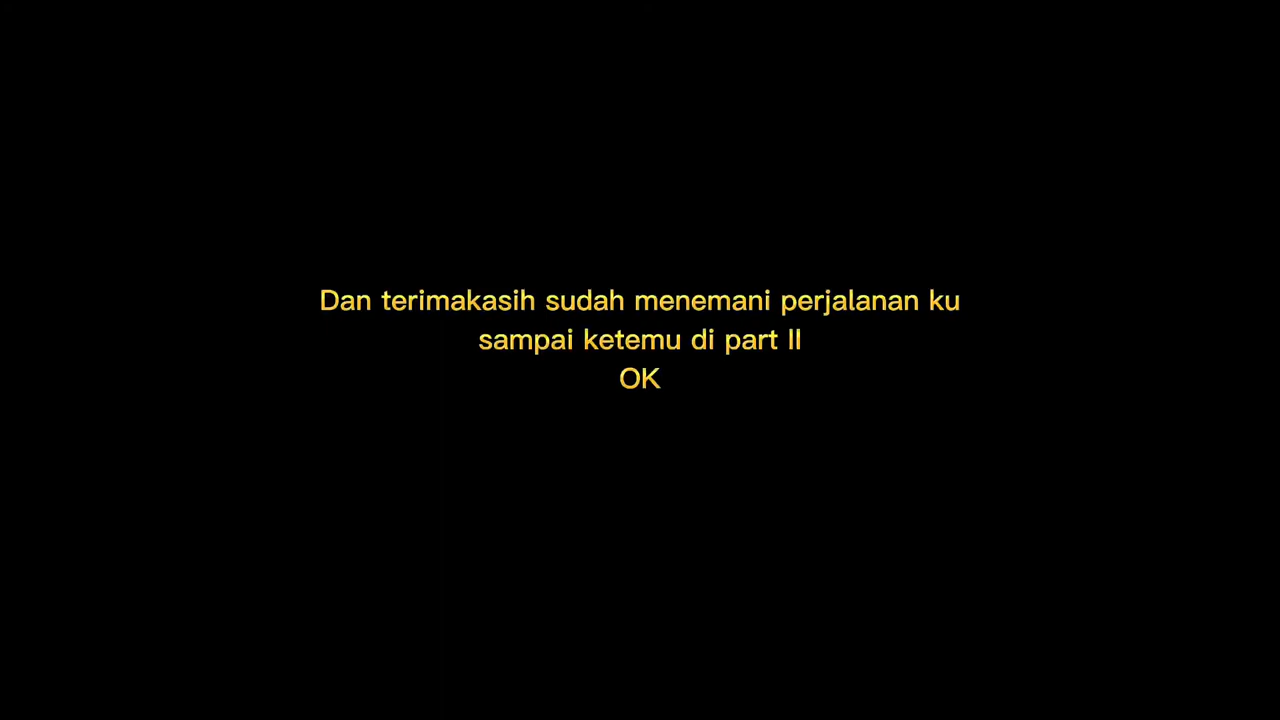 Dan terimakasih sudah menemani perjalanan ku
sampai ketemu di part II
OK